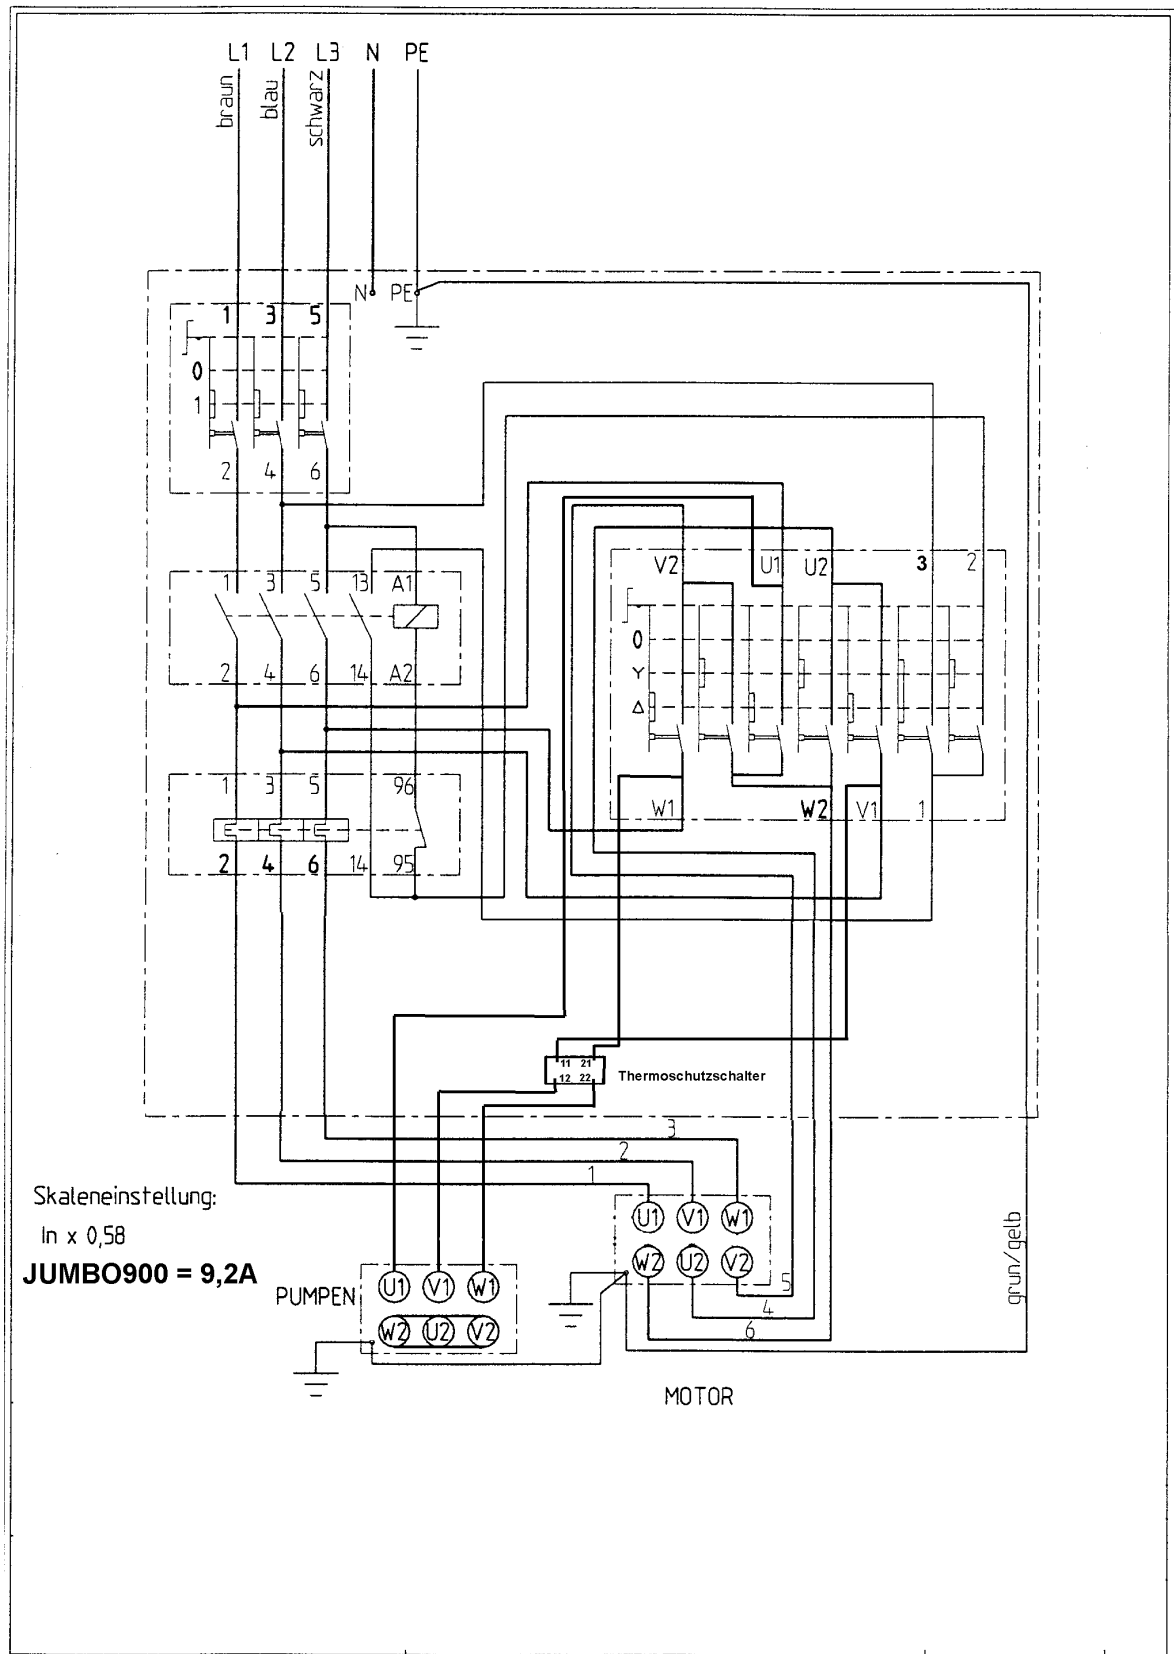 L1 L2 L3 N PE
braun
blau
schwarz
N PE
1 3 5
0
1
2 4 6
V2 U1 U2 3 2
1 3 5 13 A1
0
Y
Δ
2 4 6 14 A2
1 3 5 96
W1 W2 V1 1
2 4 6 14 95
11 21
12 22
Thermoschutzschalter
3
2
1
Skaleneinstellung:
In x 0,58
JUMBO900 = 9,2A
U1 V1 W1
W2 U2 V2
5
4
6
grun/gelb
PUMPEN
U1 V1 W1
W2 U2 V2
MOTOR